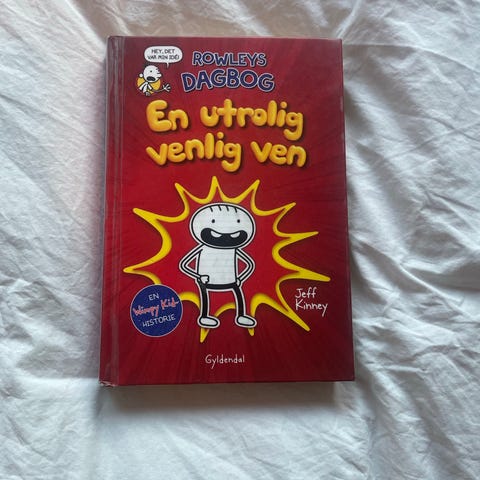 HEY, DET
VAR MIN IDÉ!
ROWLEYS
DAGBOG
En utrolig
venlig ven
EN
Wimpy Kid-
HISTORIE
Jeff
Kinney
Gyldendal